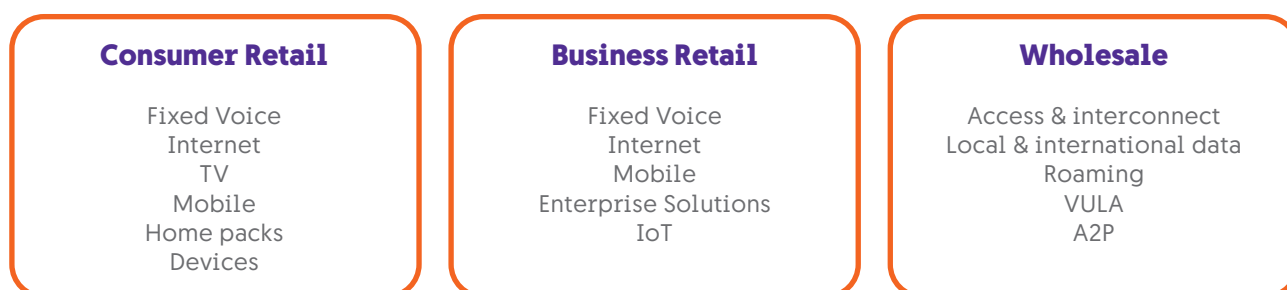 Consumer Retail
Fixed Voice
Internet
TV
Mobile
Home packs
Devices
Business Retail
Fixed Voice
Internet
Mobile
Enterprise Solutions
IoT
Wholesale
Access & interconnect
Local & international data
Roaming
VULA
A2P